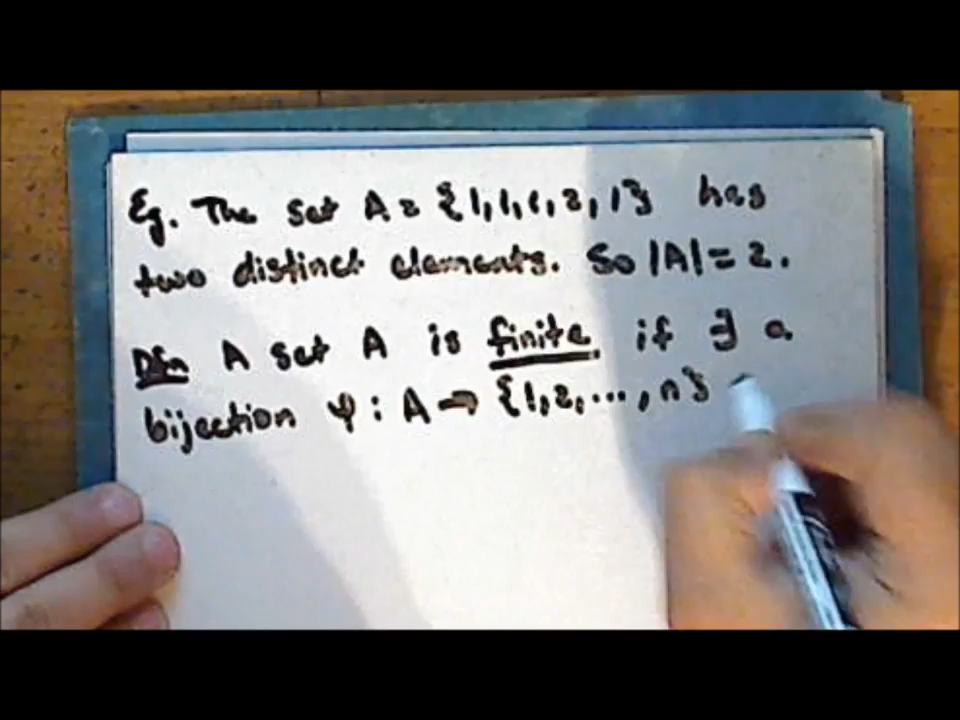 Eg. The set A = {1,1,1,2,1} has
two distinct elements. So |A| = 2.
Dfn A set A is finite if ∃ a
bijection φ : A → {1,2,...,n}